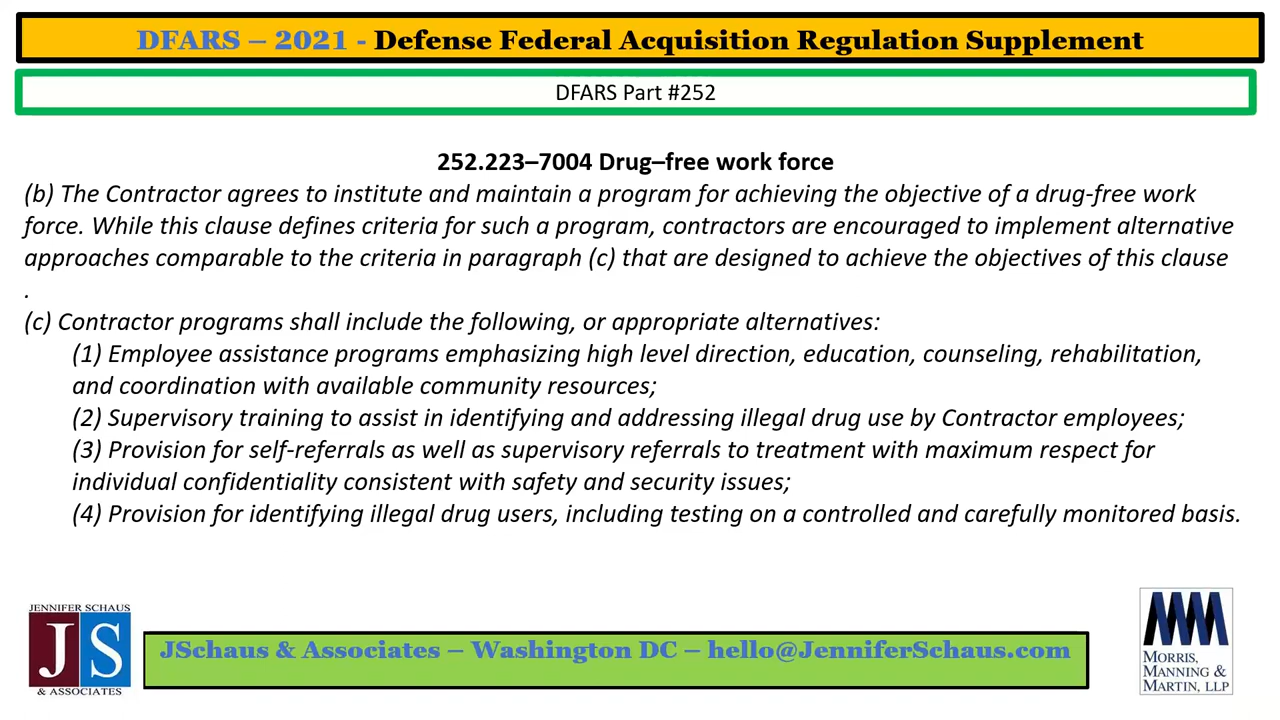 DFARS – 2021 - Defense Federal Acquisition Regulation Supplement
DFARS Part #252
252.223–7004 Drug–free work force
(b) The Contractor agrees to institute and maintain a program for achieving the objective of a drug-free work
force. While this clause defines criteria for such a program, contractors are encouraged to implement alternative
approaches comparable to the criteria in paragraph (c) that are designed to achieve the objectives of this clause
.
(c) Contractor programs shall include the following, or appropriate alternatives:
(1) Employee assistance programs emphasizing high level direction, education, counseling, rehabilitation,
and coordination with available community resources;
(2) Supervisory training to assist in identifying and addressing illegal drug use by Contractor employees;
(3) Provision for self-referrals as well as supervisory referrals to treatment with maximum respect for
individual confidentiality consistent with safety and security issues;
(4) Provision for identifying illegal drug users, including testing on a controlled and carefully monitored basis.
JENNIFER SCHAUS
JS
& ASSOCIATES
JSchaus & Associates – Washington DC – hello@JenniferSchaus.com
MMM
MORRIS,
MANNING &
MARTIN, LLP